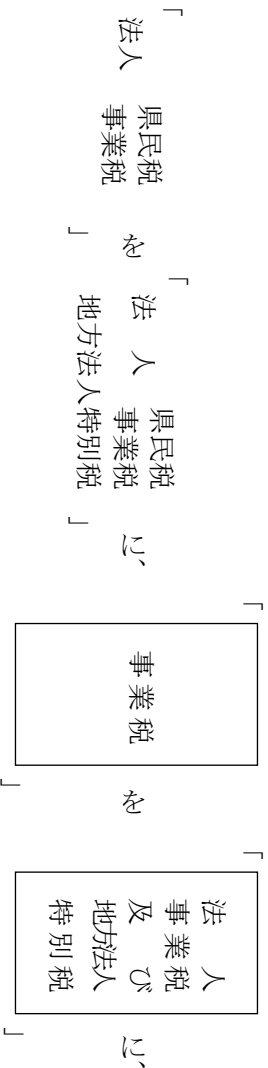 「
法人 県民税
事業税
」
を
「
法人 県民税
事業税
地方法人特別税
」
に、
「
事業税
」
を
「
法人
事業税
及び
地方法人
特別税
」
に、